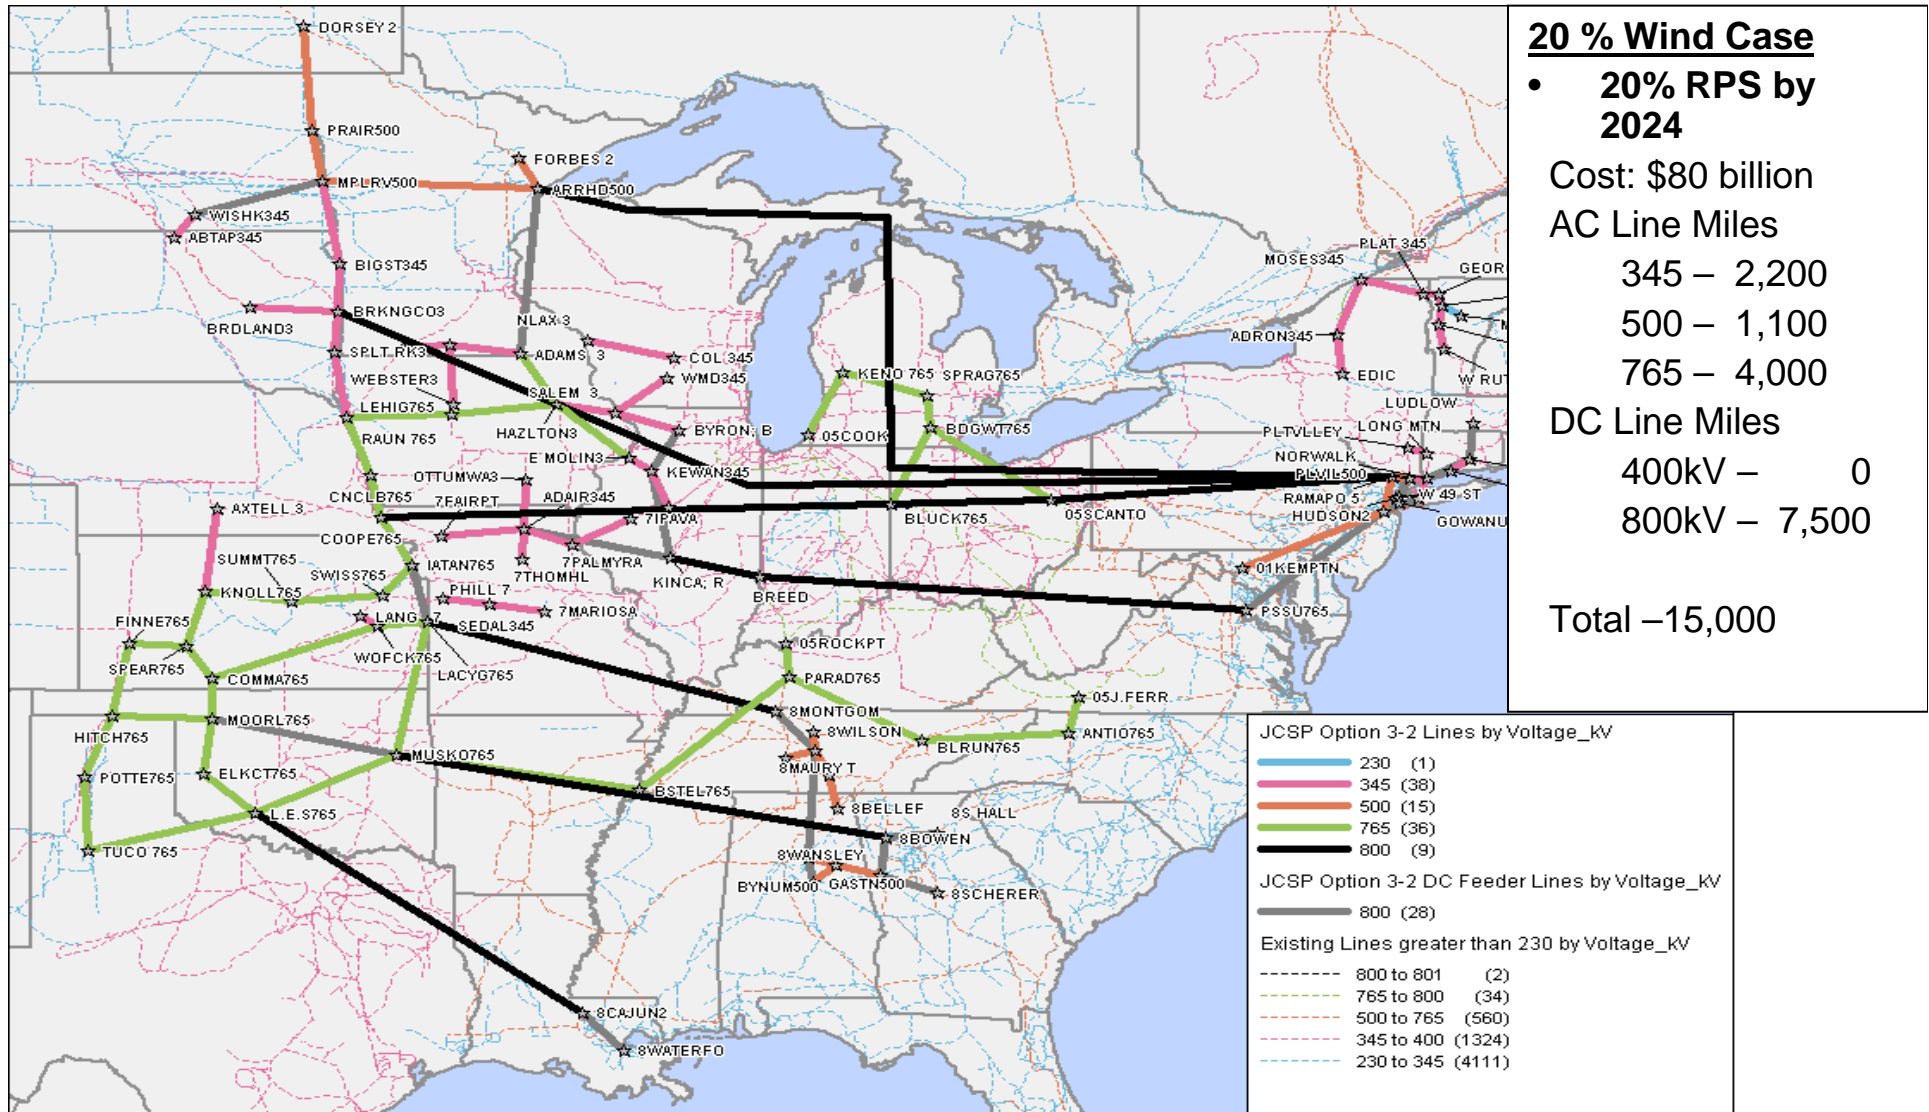 DORSEY 2
PRAIR500
FORBES 2
MPLRV500
ARRHD500
WISHK345
ABTAP345
BIGST345
BRDLAND3
BRKNGCO3
NLAX 3
SPLT RK3
ADAMS 3
COL 345
WEBSTER3
WMD345
SALEM 3
LEHIG765
HAZLTON3
BYRON; B
RAUN 765
E MOLIN3
KEWAN345
OTTUMWA3
CNCLB765
7FAIRPT
ADAIR345
AXTELL 3
7IPAVA
COOPE765
SUMMT765
SWISS765
IATAN765
7THOMHL
7PALMYRA
KINCA; R
BREED
KNOLL765
PHILL 7
7MARIOSA
FINNE765
LANG 7
SEDAL345
SPEAR765
WOFCK765
LACYG765
COMMA765
MOORL765
HITCH765
POTTE765
ELKCT765
MUSKO765
L.E.S765
TUCO 765
BSTEL765
KENO 765
SPRAG765
05COOK
BDGWT765
BLUCK765
05SCANTO
05ROCKPT
PARAD765
05J.FERR.
8MONTGOM
8WILSON
BLRUN765
ANTIO765
8MAURY T
8BELLEF
8S.HALL
8BOWEN
8WANSLEY
BYNUM500
GASTN500
8SCHERER
8CAJUN2
8WATERFO
PLAT 345
MOSES345
GEOR
ADRON345
M
EDIC
W RUT
LUDLOW
PLTVLLEY
LONG MTN
NORWALK
PLVIL500
RAMAPO 5
W 49 ST
HUDSON2
GOWANU
01KEMPTN
PSSU765
20 % Wind Case
• 20% RPS by
2024
Cost: $80 billion
AC Line Miles
345 – 2,200
500 – 1,100
765 – 4,000
DC Line Miles
400kV – 0
800kV – 7,500
Total –15,000
JCSP Option 3-2 Lines by Voltage_kV
230 (1)
345 (38)
500 (15)
765 (36)
800 (9)
JCSP Option 3-2 DC Feeder Lines by Voltage_kV
800 (28)
Existing Lines greater than 230 by Voltage_kV
800 to 801 (2)
765 to 800 (34)
500 to 765 (560)
345 to 400 (1324)
230 to 345 (4111)